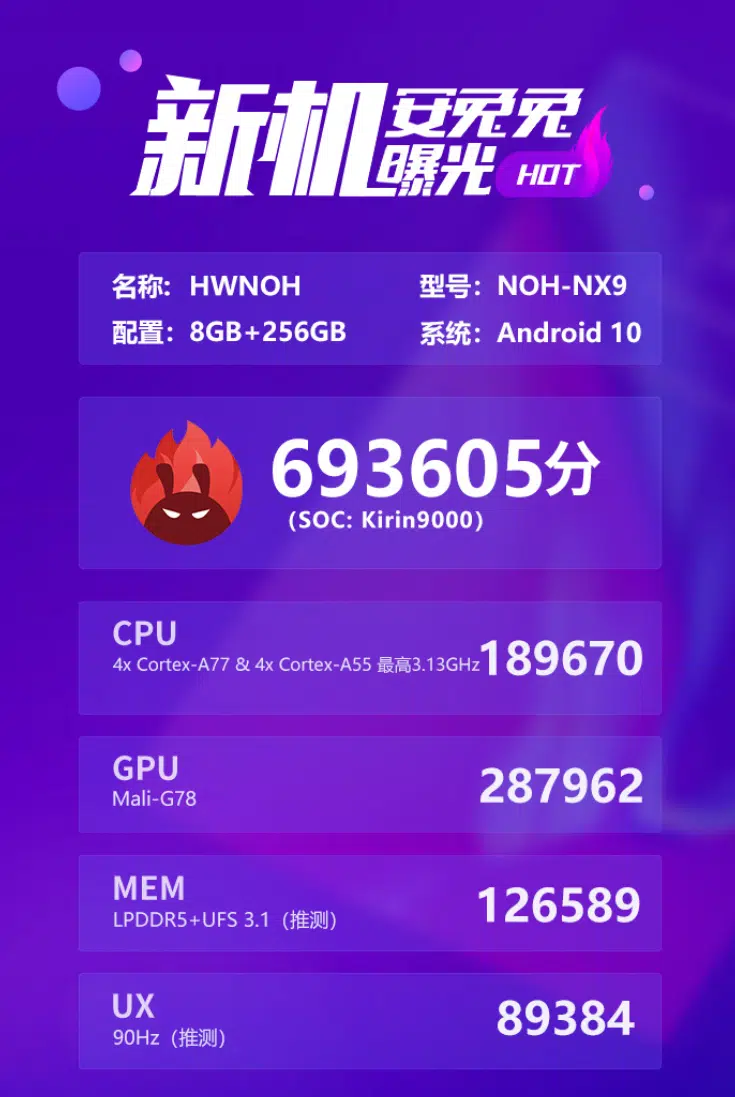 新机安兔兔
曝光 HOT
名称: HWNOH 型号: NOH-NX9
配置: 8GB+256GB 系统: Android 10
693605分
(SOC: Kirin9000)
CPU
4x Cortex-A77 & 4x Cortex-A55 最高3.13GHz 189670
GPU
Mali-G78
287962
MEM
LPDDR5+UFS 3.1（推测）
126589
UX
90Hz（推测）
89384